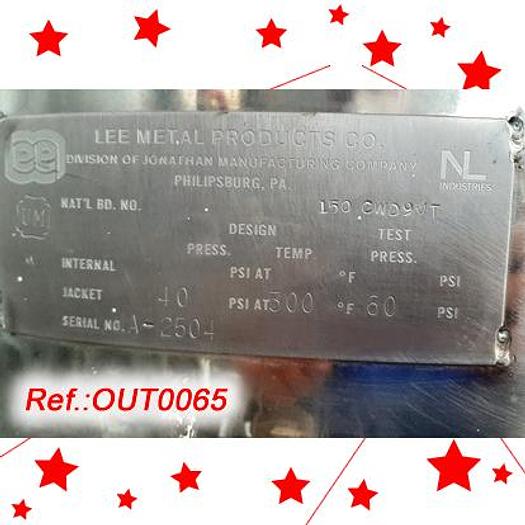 LEE METAL PRODUCTS CO.
DIVISION OF JONATHAN MANUFACTURING COMPANY
PHILIPSBURG, PA.
NL
INDUSTRIES
UM
NAT'L BD. NO. 150 CWD9VT
DESIGN TEST
PRESS. TEMP PRESS.
INTERNAL PSI AT °F PSI
JACKET 40 PSI AT 300 °F 60 PSI
SERIAL NO. A-2504
Ref.:OUT0065